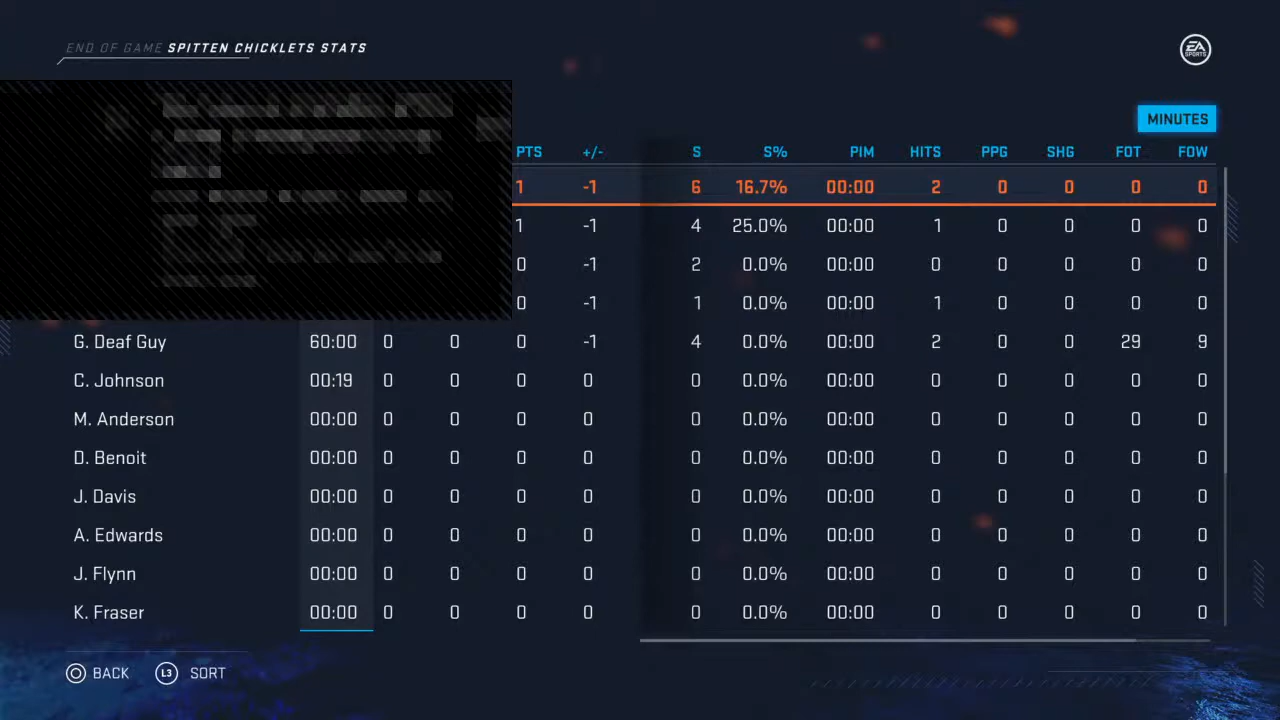 END OF GAME SPITTEN CHICKLETS STATS
EA SPORTS
MINUTES
PTS +/- S S% PIM HITS PPG SHG FOT FOW
1 -1 6 16.7% 00:00 2 0 0 0 0
1 -1 4 25.0% 00:00 1 0 0 0 0
0 -1 2 0.0% 00:00 0 0 0 0 0
0 -1 1 0.0% 00:00 1 0 0 0 0
G. Deaf Guy 60:00 0 0 0 -1 4 0.0% 00:00 2 0 0 29 9
C. Johnson 00:19 0 0 0 0 0 0.0% 00:00 0 0 0 0 0
M. Anderson 00:00 0 0 0 0 0 0.0% 00:00 0 0 0 0 0
D. Benoit 00:00 0 0 0 0 0 0.0% 00:00 0 0 0 0 0
J. Davis 00:00 0 0 0 0 0 0.0% 00:00 0 0 0 0 0
A. Edwards 00:00 0 0 0 0 0 0.0% 00:00 0 0 0 0 0
J. Flynn 00:00 0 0 0 0 0 0.0% 00:00 0 0 0 0 0
K. Fraser 00:00 0 0 0 0 0 0.0% 00:00 0 0 0 0 0
BACK L3 SORT